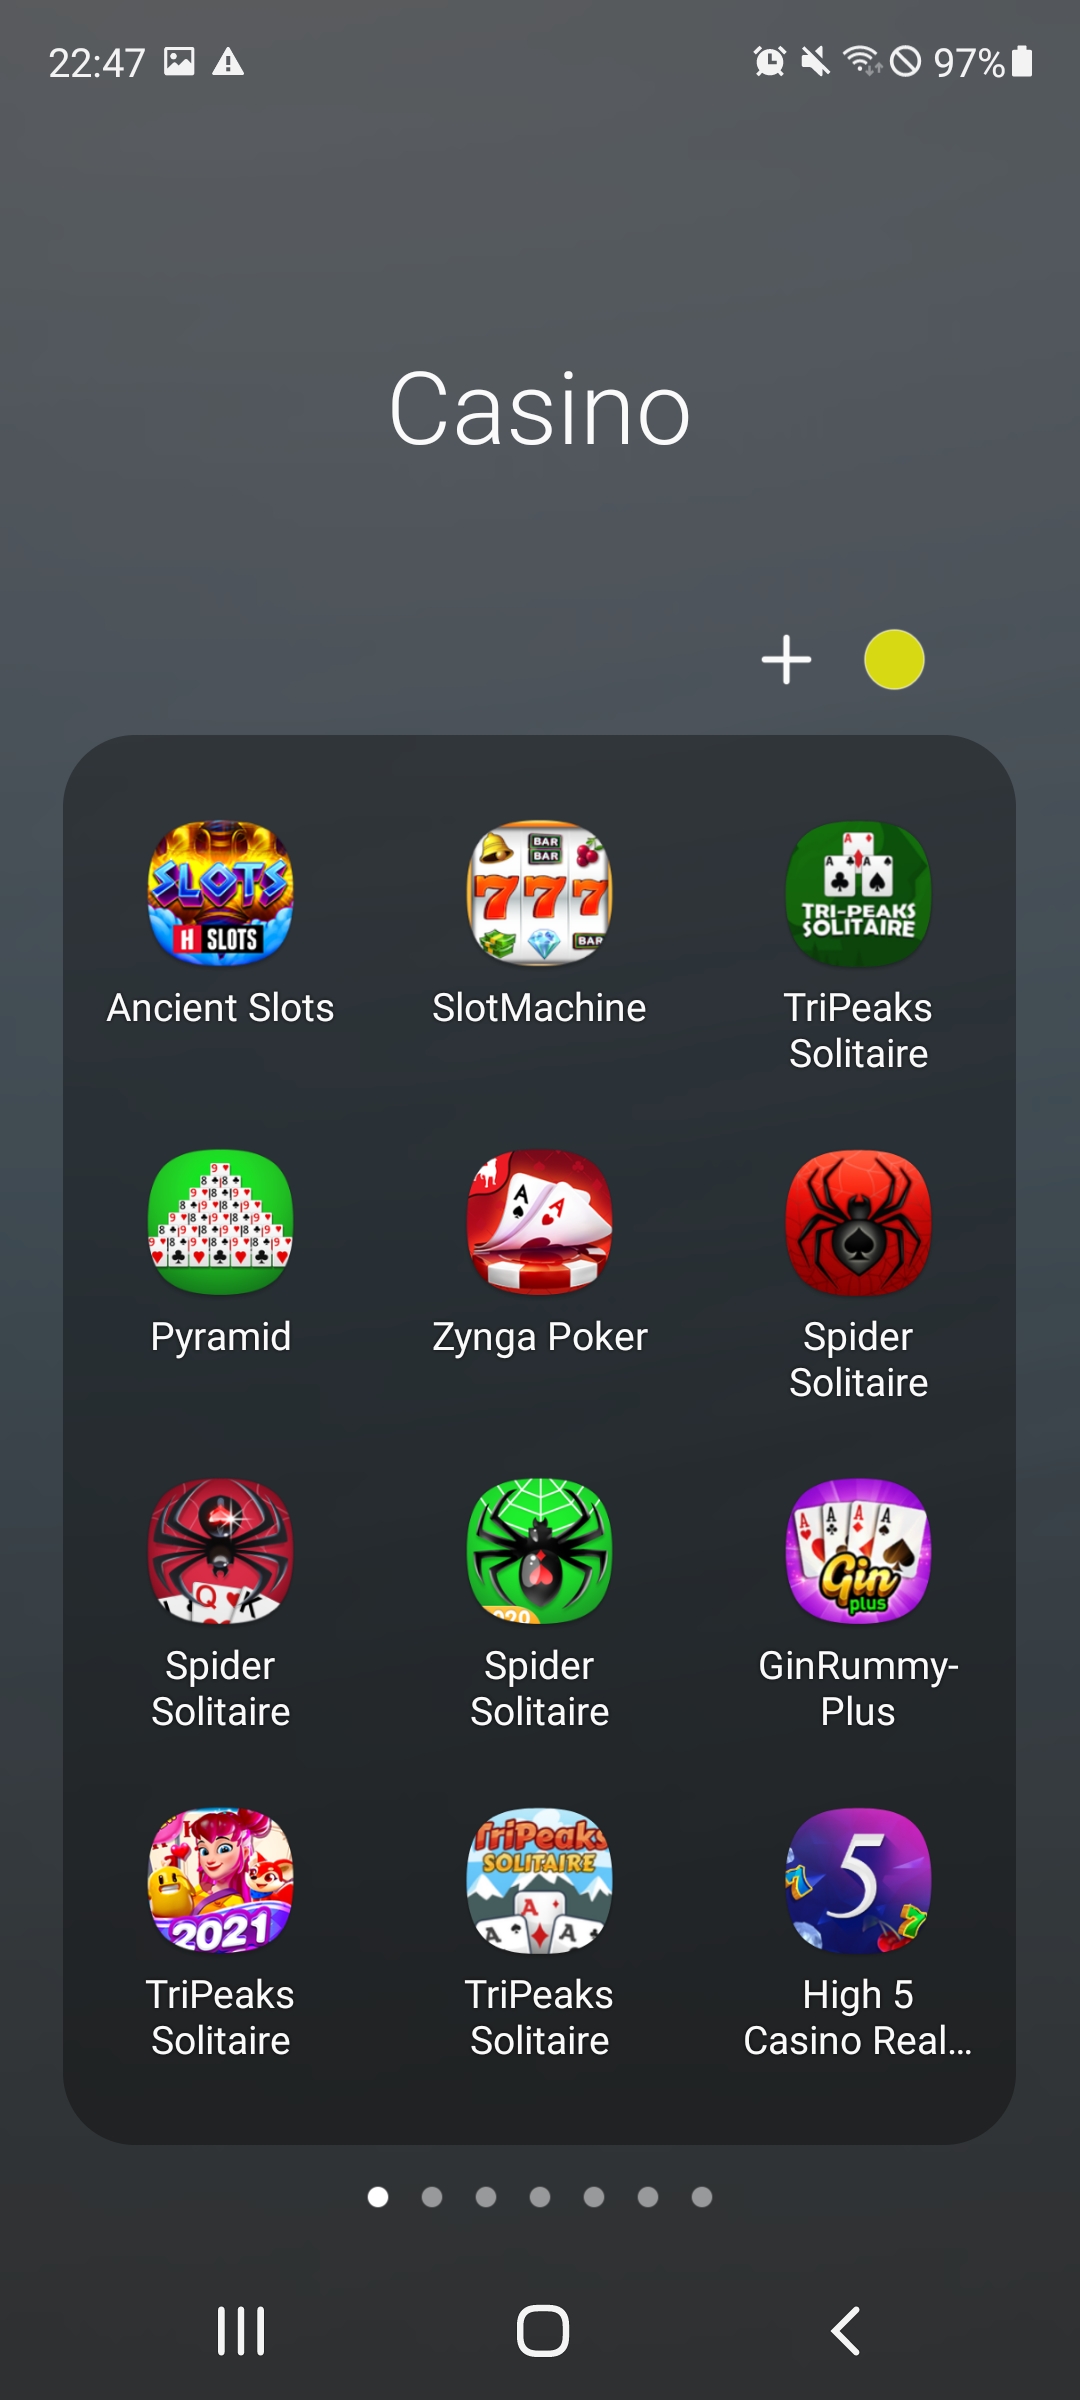 22:47
97%
Casino
SLOTS
H SLOTS
BAR
BAR
777
BAR
A
A A
TRI-PEAKS
SOLITAIRE
Ancient Slots
SlotMachine
TriPeaks
Solitaire
A A
Pyramid
Zynga Poker
Spider
Solitaire
Q K
A A A A
Gin
plus
Spider
Solitaire
Spider
Solitaire
GinRummy-
Plus
2021
TriPeaks
SOLITAIRE
A
A A
5
7
7
TriPeaks
Solitaire
TriPeaks
Solitaire
High 5
Casino Real...